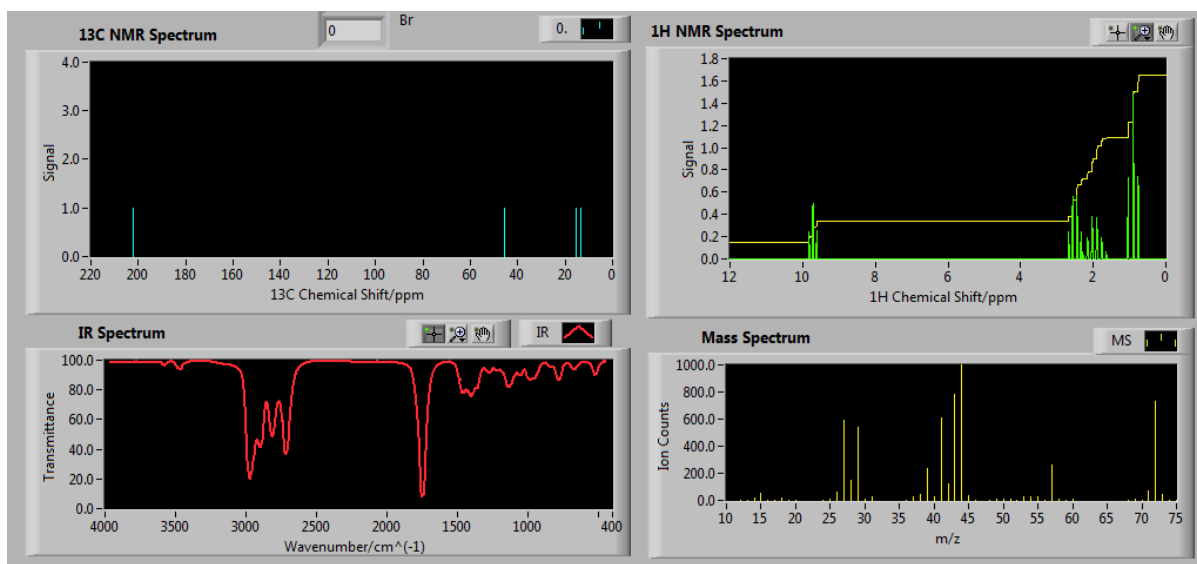 0
Br
0.
13C NMR Spectrum
4.0
3.0
2.0
1.0
0.0
Signal
220 200 180 160 140 120 100 80 60 40 20 0
13C Chemical Shift/ppm
1H NMR Spectrum
1.8
1.6
1.4
1.2
1.0
0.8
0.6
0.4
0.2
0.0
Signal
12 10 8 6 4 2 0
1H Chemical Shift/ppm
IR Spectrum
IR
100.0
80.0
60.0
40.0
20.0
0.0
Transmittance
4000 3500 3000 2500 2000 1500 1000 400
Wavenumber/cm^(-1)
Mass Spectrum
MS
1000.0
800.0
600.0
400.0
200.0
0.0
Ion Counts
10 15 20 25 30 35 40 45 50 55 60 65 70 75
m/z